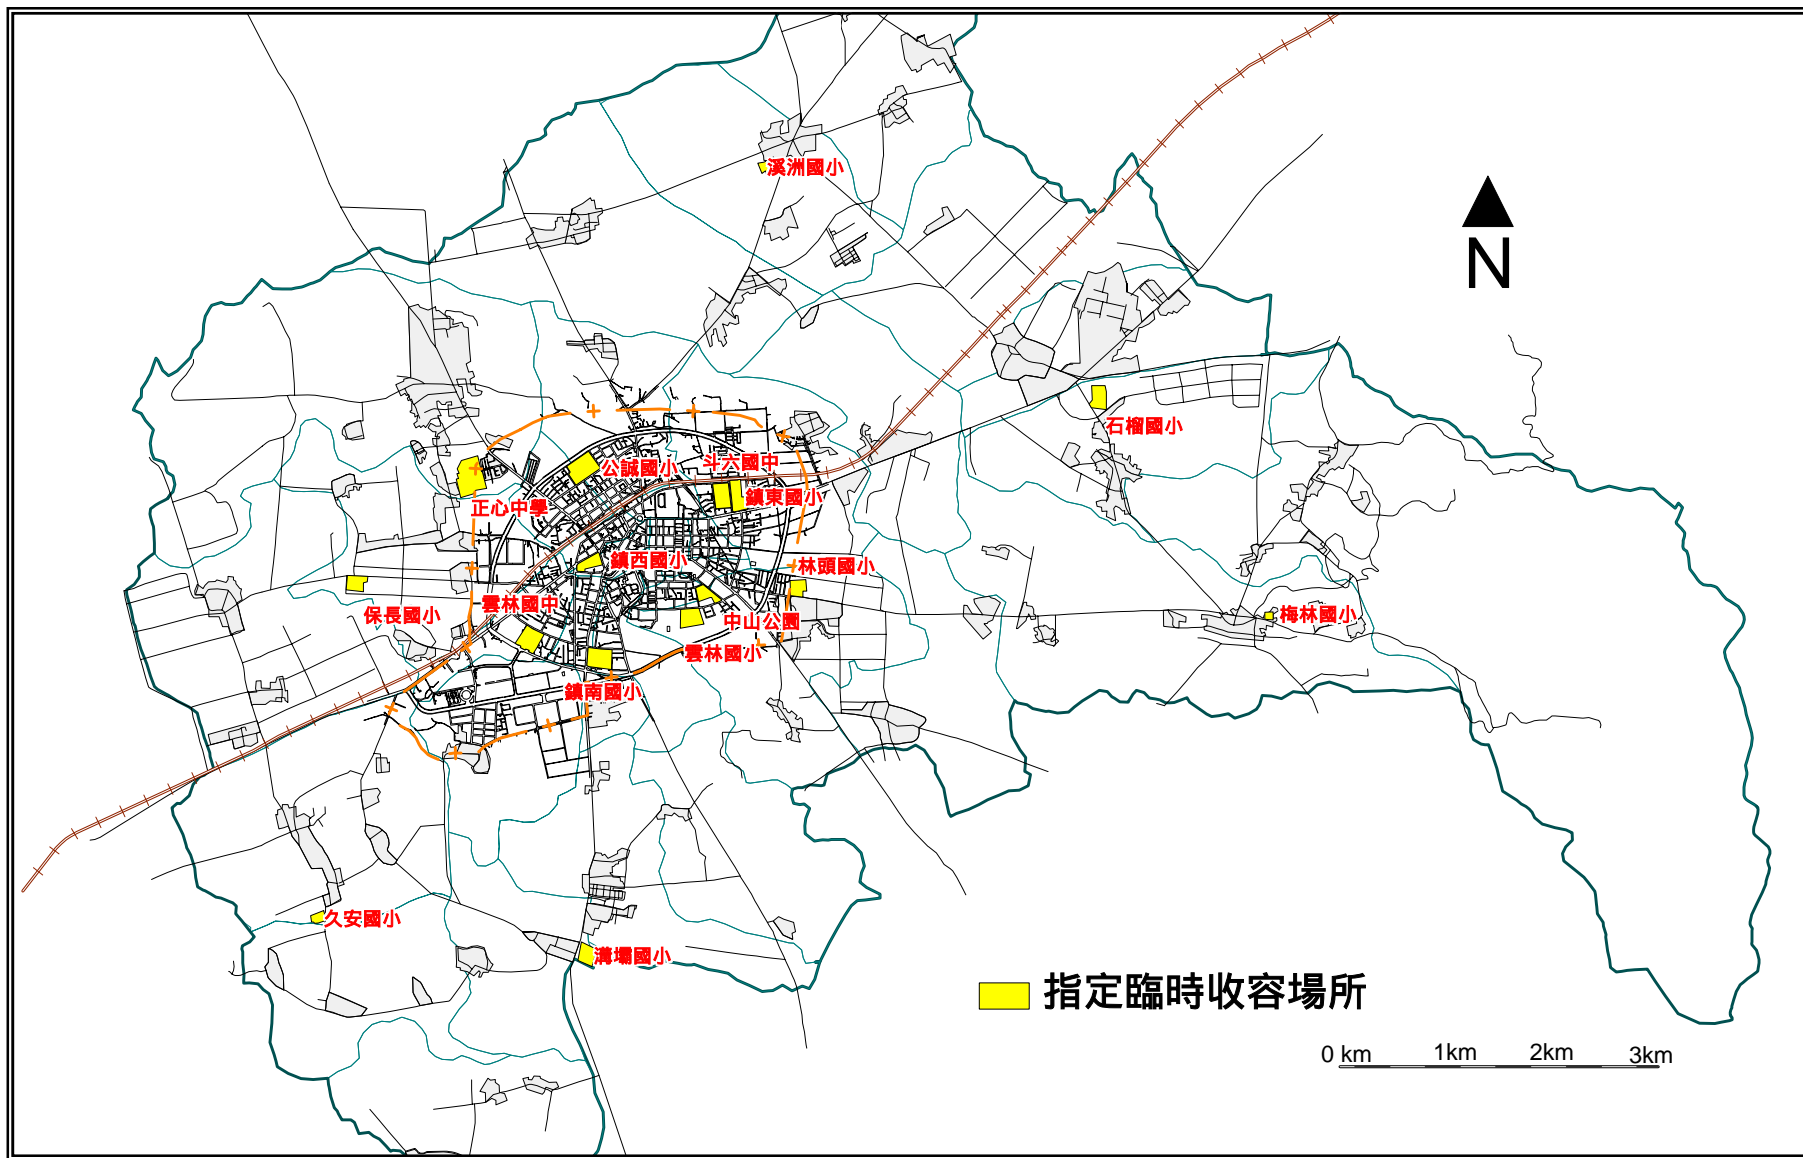 溪洲國小
N
石榴國小
斗六國中
公誠國小
鎮東國小
正心中學
鎮西國小
林頭國小
雲林國中
保長國小
中山公園
梅林國小
雲林國小
鎮南國小
久安國小
溝壩國小
指定臨時收容場所
0 km 1km 2km 3km